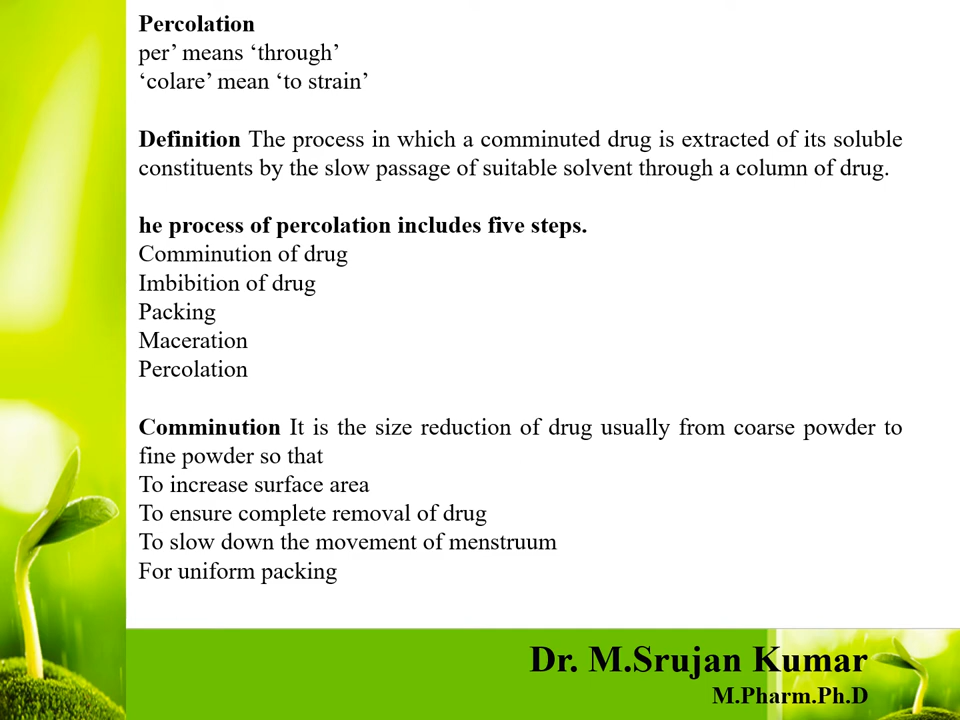 Percolation
per’ means ‘through’
‘colare’ mean ‘to strain’
Definition The process in which a comminuted drug is extracted of its soluble
constituents by the slow passage of suitable solvent through a column of drug.
he process of percolation includes five steps.
Comminution of drug
Imbibition of drug
Packing
Maceration
Percolation
Comminution It is the size reduction of drug usually from coarse powder to
fine powder so that
To increase surface area
To ensure complete removal of drug
To slow down the movement of menstruum
For uniform packing
Dr. M.Srujan Kumar
M.Pharm.Ph.D